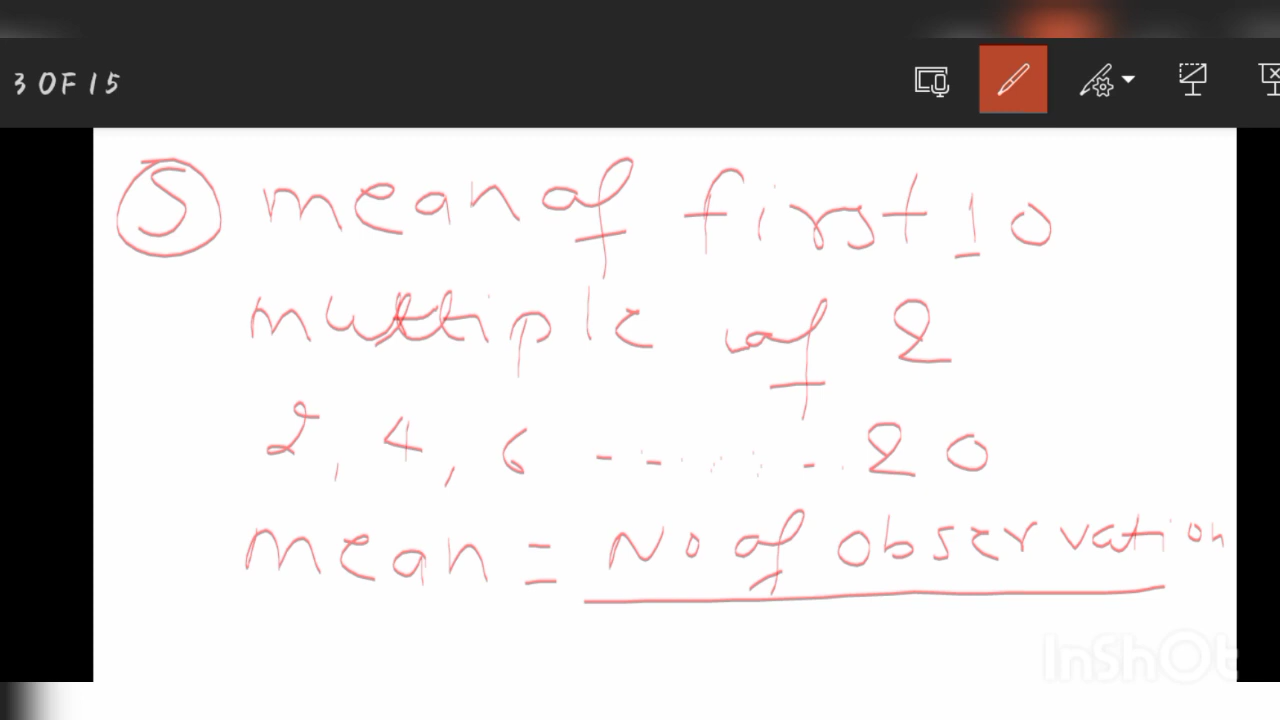 3 OF 15
5 mean of first 10
multiple of 2
2, 4, 6 -------- 20
mean = No of observation
InShOt